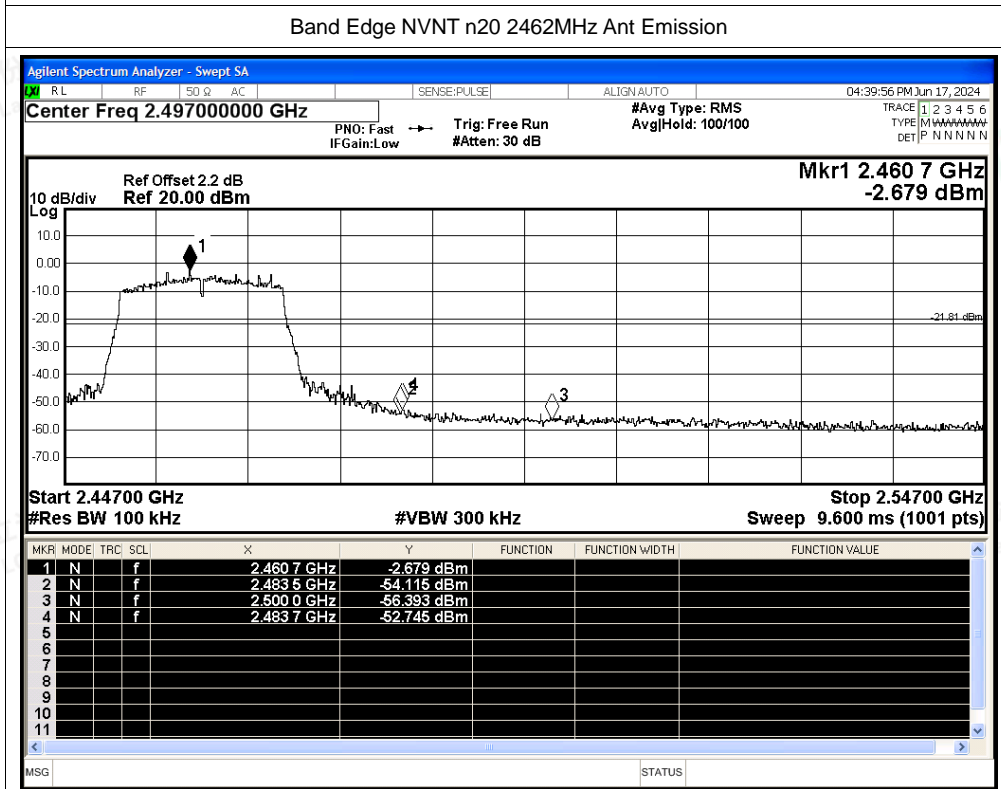 Band Edge NVNT n20 2462MHz Ant Emission
Agilent Spectrum Analyzer - Swept SA
LXI RL RF 50 Ω AC SENSE:PULSE ALIGN AUTO 04:39:56 PM Jun 17, 2024
Center Freq 2.497000000 GHz #Avg Type: RMS TRACE 1 2 3 4 5 6
PNO: Fast Trig: Free Run Avg|Hold: 100/100 TYPE M WWWWW
IFGain:Low #Atten: 30 dB DET P N N N N N
Mkr1 2.460 7 GHz
Ref Offset 2.2 dB
-2.679 dBm
10 dB/div Ref 20.00 dBm
Log
10.0
1
0.00
-10.0
-20.0
-21.81 dBm
-30.0
-40.0
4
2
3
-50.0
-60.0
-70.0
Start 2.44700 GHz Stop 2.54700 GHz
#Res BW 100 kHz #VBW 300 kHz Sweep 9.600 ms (1001 pts)
MKR MODE TRC SCL X Y FUNCTION FUNCTION WIDTH FUNCTION VALUE
1 N f 2.460 7 GHz -2.679 dBm
2 N f 2.483 5 GHz -54.115 dBm
3 N f 2.500 0 GHz -56.393 dBm
4 N f 2.483 7 GHz -52.745 dBm
5
6
7
8
9
10
11
MSG STATUS